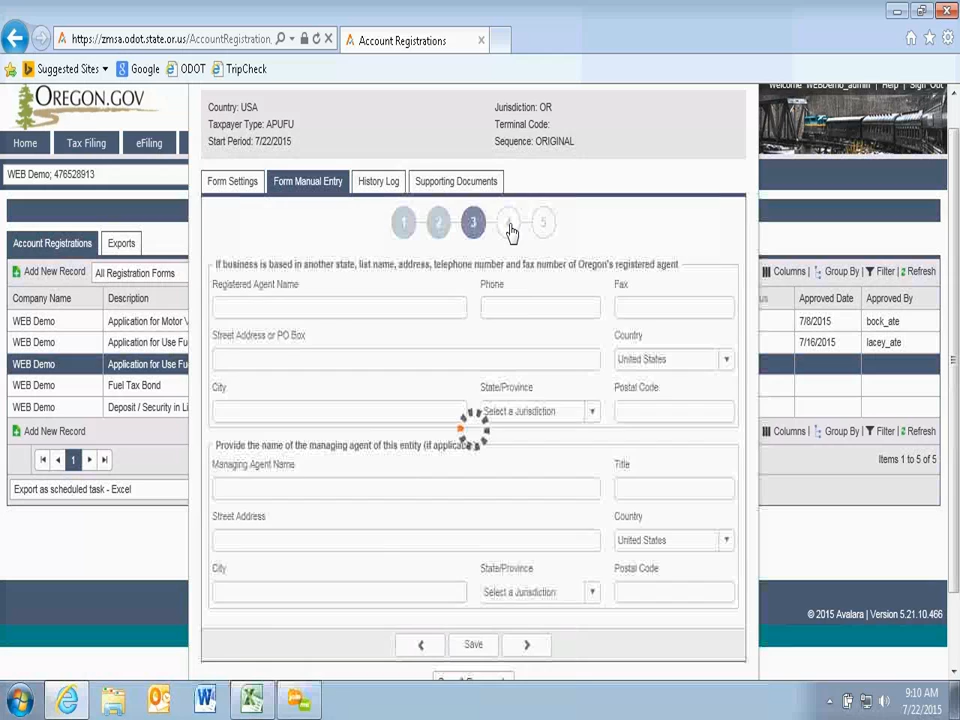 https://zmsa.odot.state.or.us/AccountRegistration
Account Registrations
Suggested Sites
Google
ODOT
TripCheck
OREGON.GOV
Welcome WEBDemo_admin | Help | Sign Out
Home
Tax Filing
eFiling
WEB Demo; 476528913
Country: USA
Jurisdiction: OR
Taxpayer Type: APUFU
Terminal Code:
Start Period: 7/22/2015
Sequence: ORIGINAL
Form Settings
Form Manual Entry
History Log
Supporting Documents
1
2
3
4
5
Account Registrations
Exports
Add New Record
All Registration Forms
Columns | Group By | Filter | Refresh
Company Name
Description
Approved Date
Approved By
WEB Demo
Application for Motor V
7/8/2015
bock_ate
WEB Demo
Application for Use Fu
7/16/2015
lacey_ate
WEB Demo
Application for Use Fu
WEB Demo
Fuel Tax Bond
WEB Demo
Deposit / Security in Li
Add New Record
Columns | Group By | Filter | Refresh
1
Items 1 to 5 of 5
Export as scheduled task - Excel
If business is based in another state, list name, address, telephone number and fax number of Oregon's registered agent
Registered Agent Name
Phone
Fax
Street Address or PO Box
Country
United States
City
State/Province
Postal Code
Select a Jurisdiction
Provide the name of the managing agent of this entity (if applicable)
Managing Agent Name
Title
Street Address
Country
United States
City
State/Province
Postal Code
Select a Jurisdiction
Save
© 2015 Avalara | Version 5.21.10.466
9:10 AM
7/22/2015